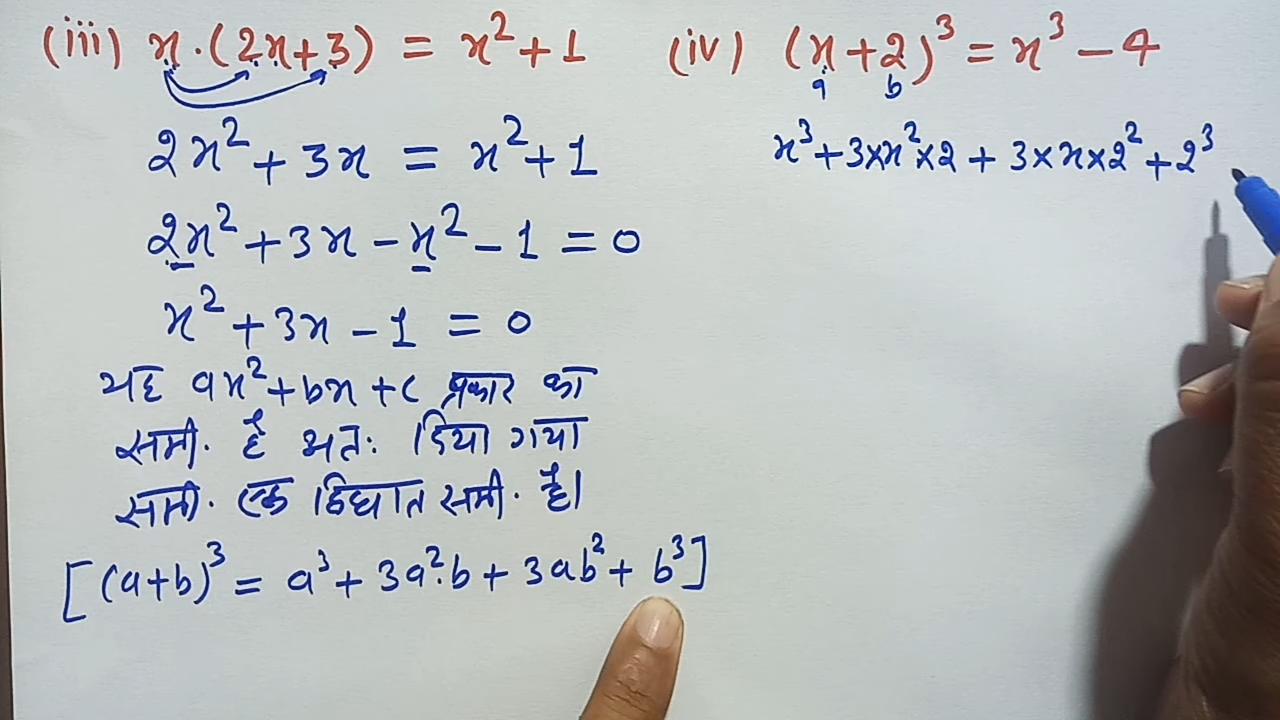 (iii) x·(2x+3) = x²+1
2x²+3x = x²+1
2x²+3x-x²-1=0
x²+3x-1=0
यह ax²+bx+c प्रकार का
समी. है अतः दिया गया
समी. एक द्विघात समी. है।
[(a+b)³ = a³+3a²·b+3ab²+b³]
(iv) (x+2)³=x³-4
a b
x³+3×x²×2+3×x×2²+2³